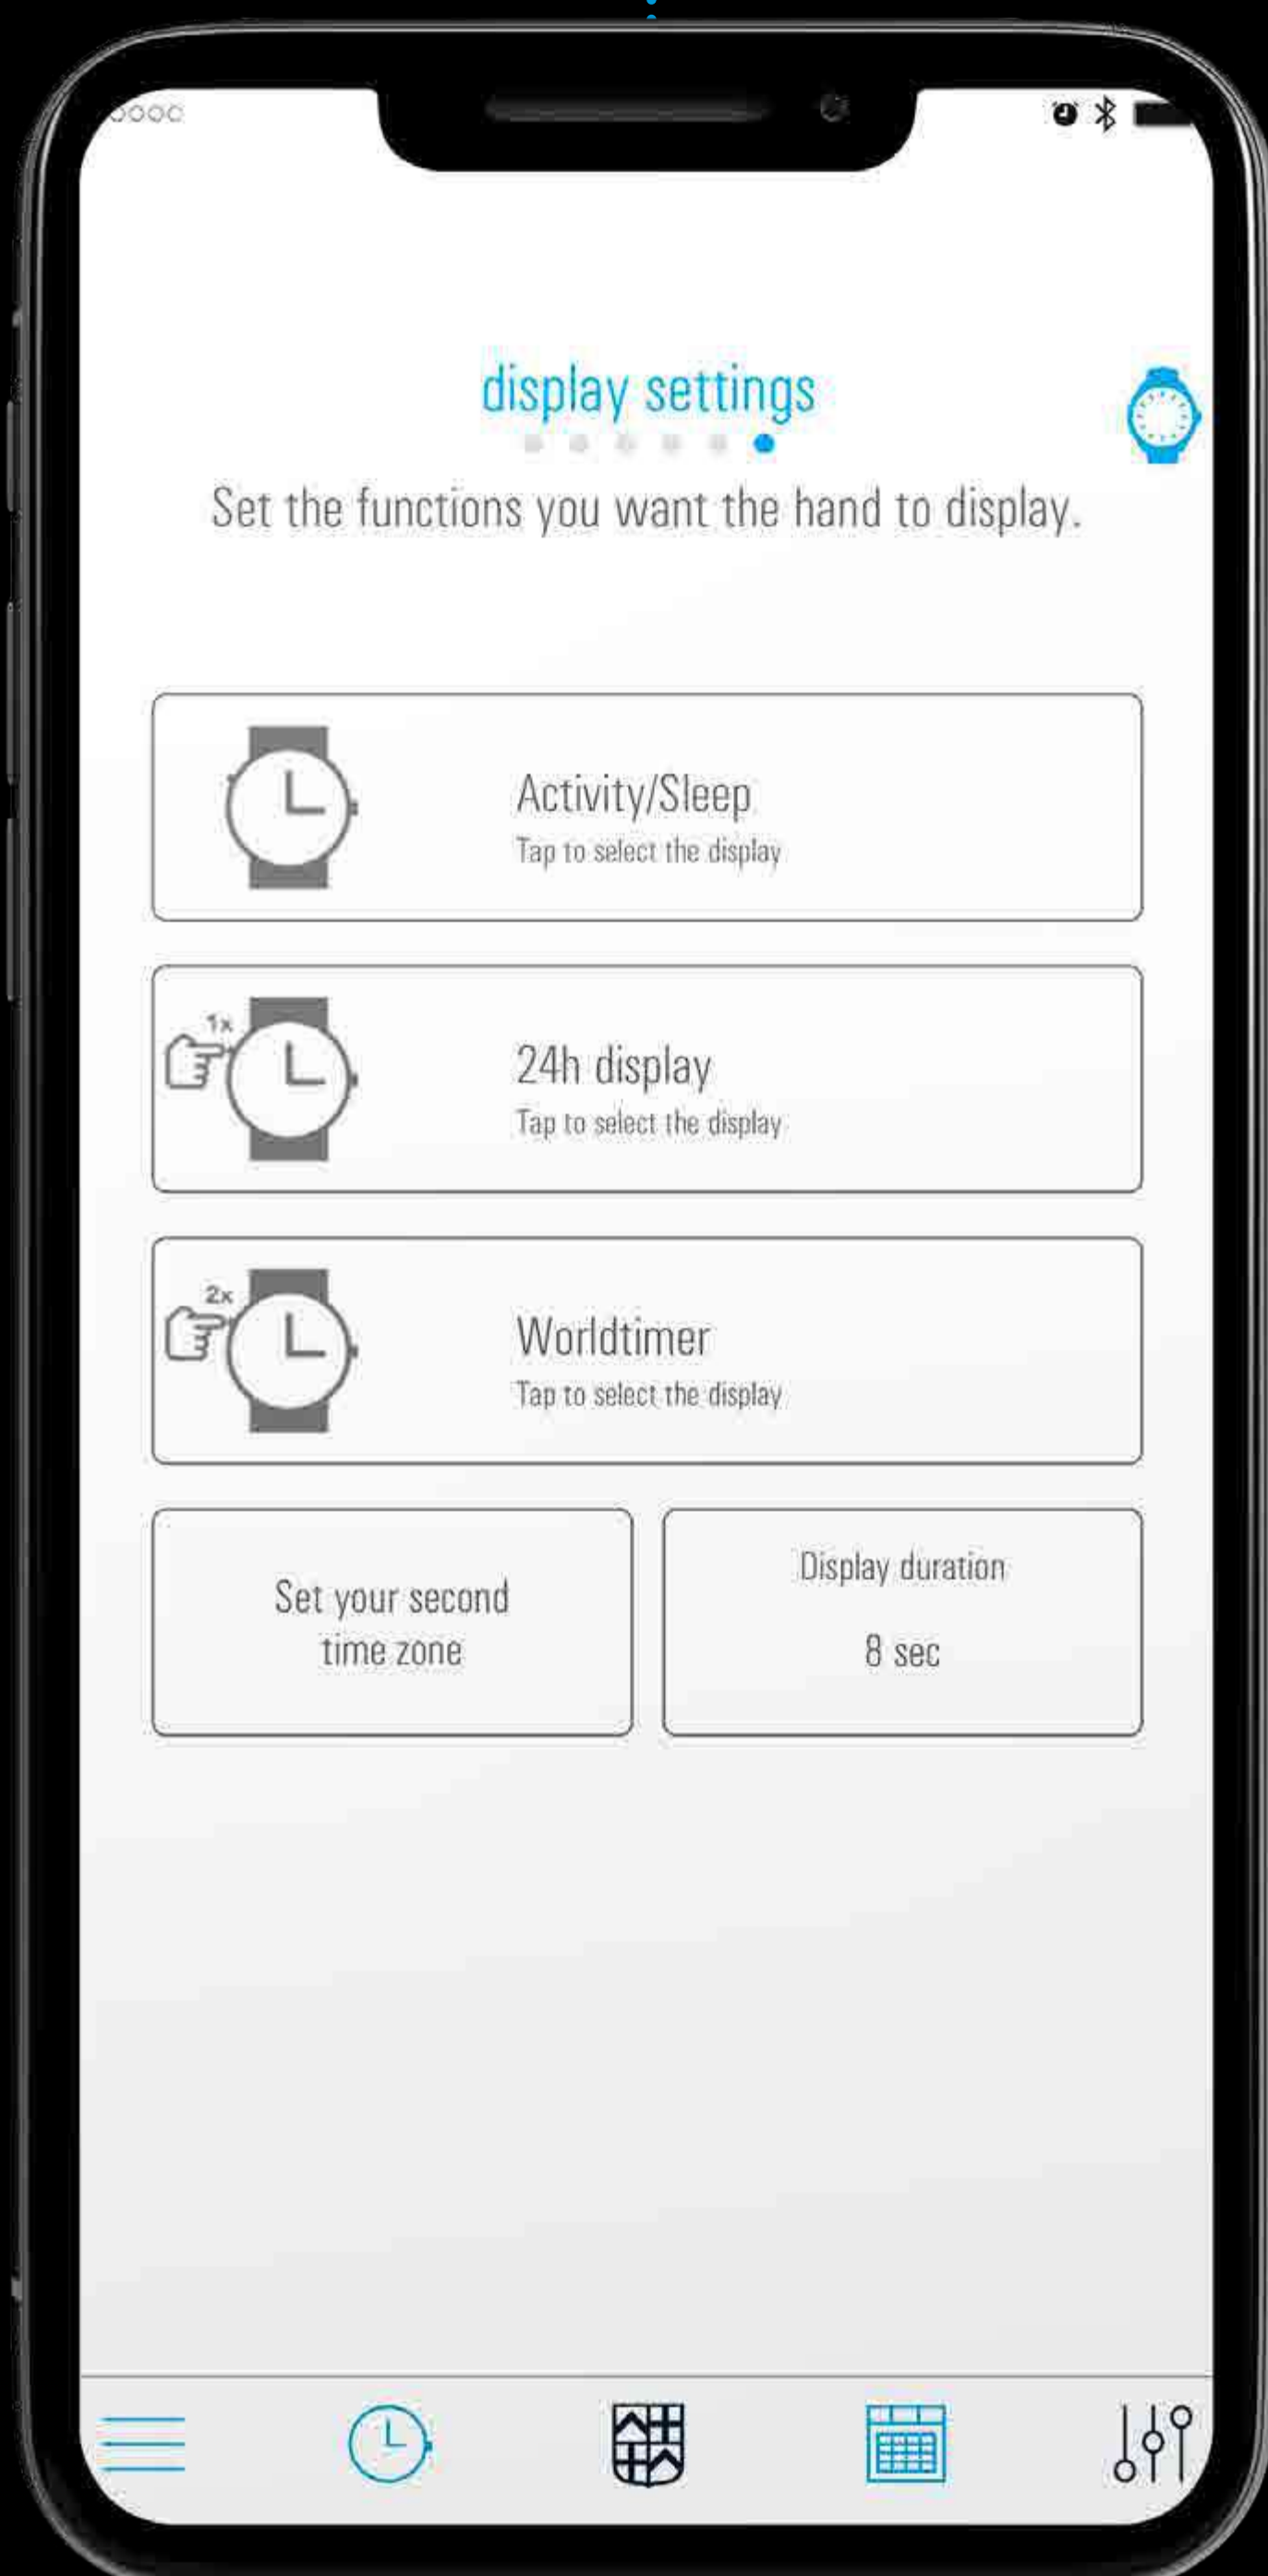 display settings
Set the functions you want the hand to display.
Activity/Sleep
Tap to select the display
1x
24h display
Tap to select the display
2x
Worldtimer
Tap to select the display
Set your second
time zone
Display duration
8 sec